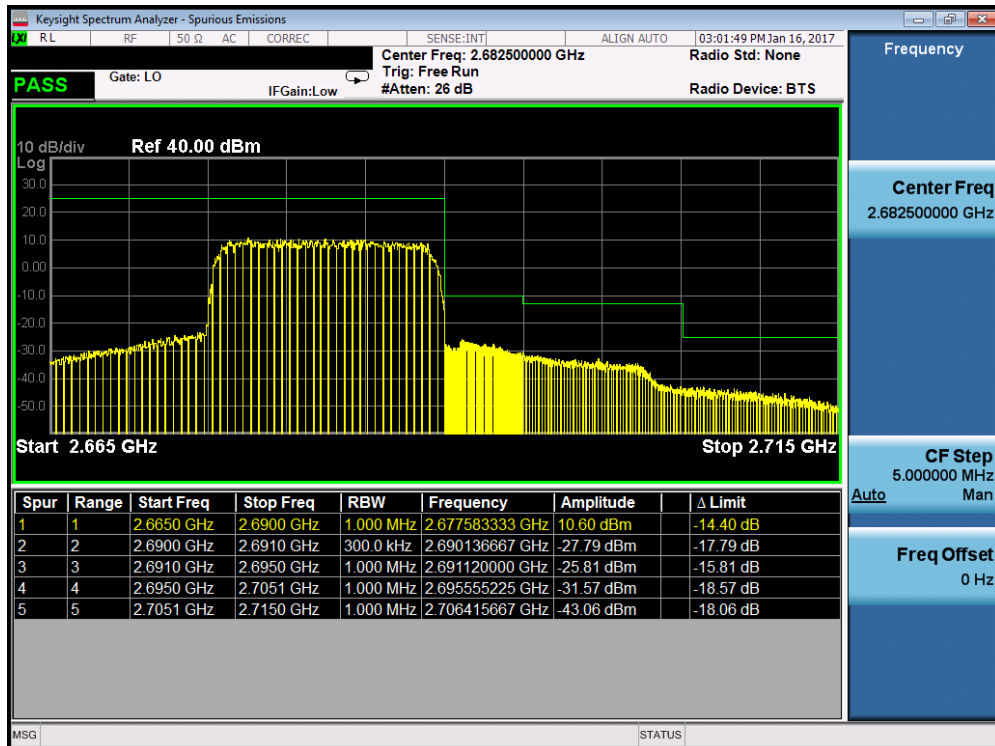 Keysight Spectrum Analyzer - Spurious Emissions
LXI RL RF 50 Ω AC CORREC SENSE:INT ALIGN AUTO 03:01:49 PM Jan 16, 2017
PASS
Gate: LO
IFGain:Low
Center Freq: 2.682500000 GHz
Trig: Free Run
#Atten: 26 dB
Radio Std: None
Radio Device: BTS
10 dB/div Ref 40.00 dBm
Log
30.0
20.0
10.0
0.00
-10.0
-20.0
-30.0
-40.0
-50.0
Start 2.665 GHz Stop 2.715 GHz
Spur Range Start Freq Stop Freq RBW Frequency Amplitude Δ Limit
1 1 2.6650 GHz 2.6900 GHz 1.000 MHz 2.677583333 GHz 10.60 dBm -14.40 dB
2 2 2.6900 GHz 2.6910 GHz 300.0 kHz 2.690136667 GHz -27.79 dBm -17.79 dB
3 3 2.6910 GHz 2.6950 GHz 1.000 MHz 2.691120000 GHz -25.81 dBm -15.81 dB
4 4 2.6950 GHz 2.7051 GHz 1.000 MHz 2.695555225 GHz -31.57 dBm -18.57 dB
5 5 2.7051 GHz 2.7150 GHz 1.000 MHz 2.706415667 GHz -43.06 dBm -18.06 dB
MSG STATUS
Frequency
Center Freq
2.682500000 GHz
CF Step
5.000000 MHz
Auto Man
Freq Offset
0 Hz